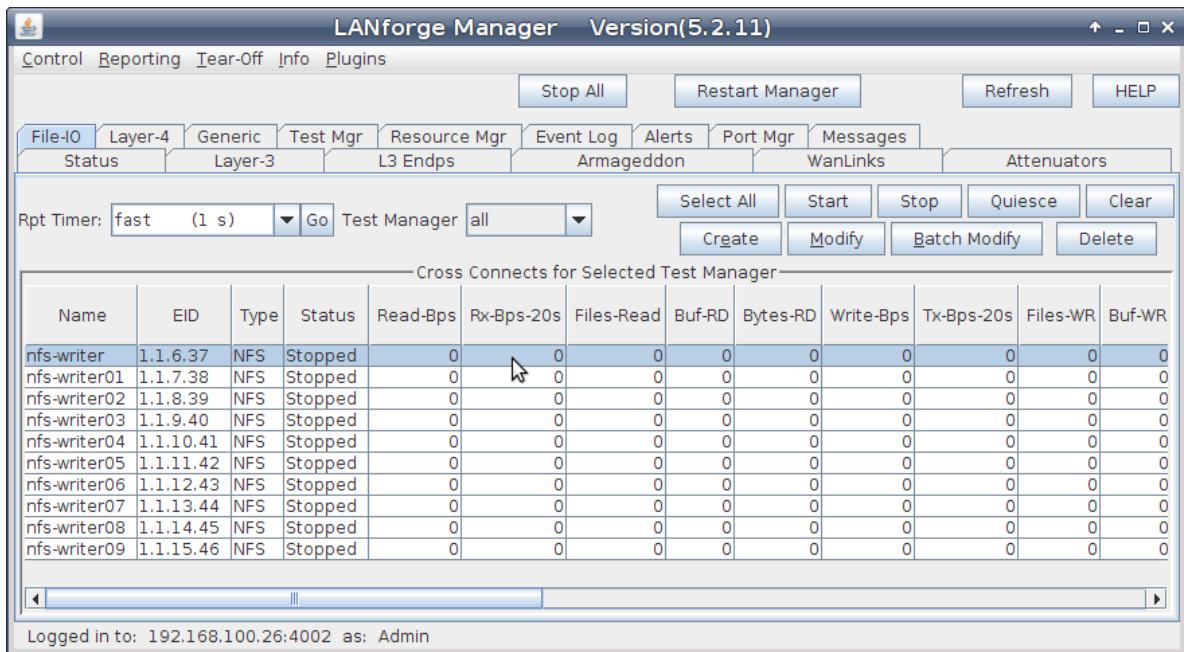 LANforge Manager Version(5.2.11)
Control Reporting Tear-Off Info Plugins
Stop All Restart Manager Refresh HELP
File-IO Layer-4 Generic Test Mgr Resource Mgr Event Log Alerts Port Mgr Messages
Status Layer-3 L3 Endps Armageddon WanLinks Attenuators
Select All Start Stop Quiesce Clear
Rpt Timer: fast (1 s) Go Test Manager all
Create Modify Batch Modify Delete
Cross Connects for Selected Test Manager
Name EID Type Status Read-Bps Rx-Bps-20s Files-Read Buf-RD Bytes-RD Write-Bps Tx-Bps-20s Files-WR Buf-WR
nfs-writer 1.1.6.37 NFS Stopped 0 0 0 0 0 0 0 0 0
nfs-writer01 1.1.7.38 NFS Stopped 0 0 0 0 0 0 0 0 0
nfs-writer02 1.1.8.39 NFS Stopped 0 0 0 0 0 0 0 0 0
nfs-writer03 1.1.9.40 NFS Stopped 0 0 0 0 0 0 0 0 0
nfs-writer04 1.1.10.41 NFS Stopped 0 0 0 0 0 0 0 0 0
nfs-writer05 1.1.11.42 NFS Stopped 0 0 0 0 0 0 0 0 0
nfs-writer06 1.1.12.43 NFS Stopped 0 0 0 0 0 0 0 0 0
nfs-writer07 1.1.13.44 NFS Stopped 0 0 0 0 0 0 0 0 0
nfs-writer08 1.1.14.45 NFS Stopped 0 0 0 0 0 0 0 0 0
nfs-writer09 1.1.15.46 NFS Stopped 0 0 0 0 0 0 0 0 0
Logged in to: 192.168.100.26:4002 as: Admin